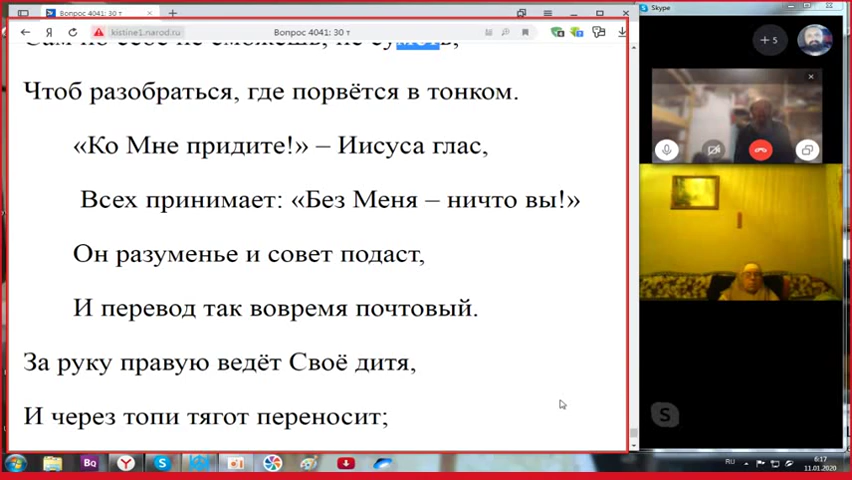 Вопрос 4041: 30 т
Skype
kistine1.narod.ru
Вопрос 4041: 30 т
+ 5
Чтоб разобраться, где порвётся в тонком.
«Ко Мне придите!» – Иисуса глас,
Всех принимает: «Без Меня – ничто вы!»
Он разуменье и совет подаст,
И перевод так вовремя почтовый.
За руку правую ведёт Своё дитя,
И через топи тягот переносит;
Bq
RU
6:17
11.01.2020